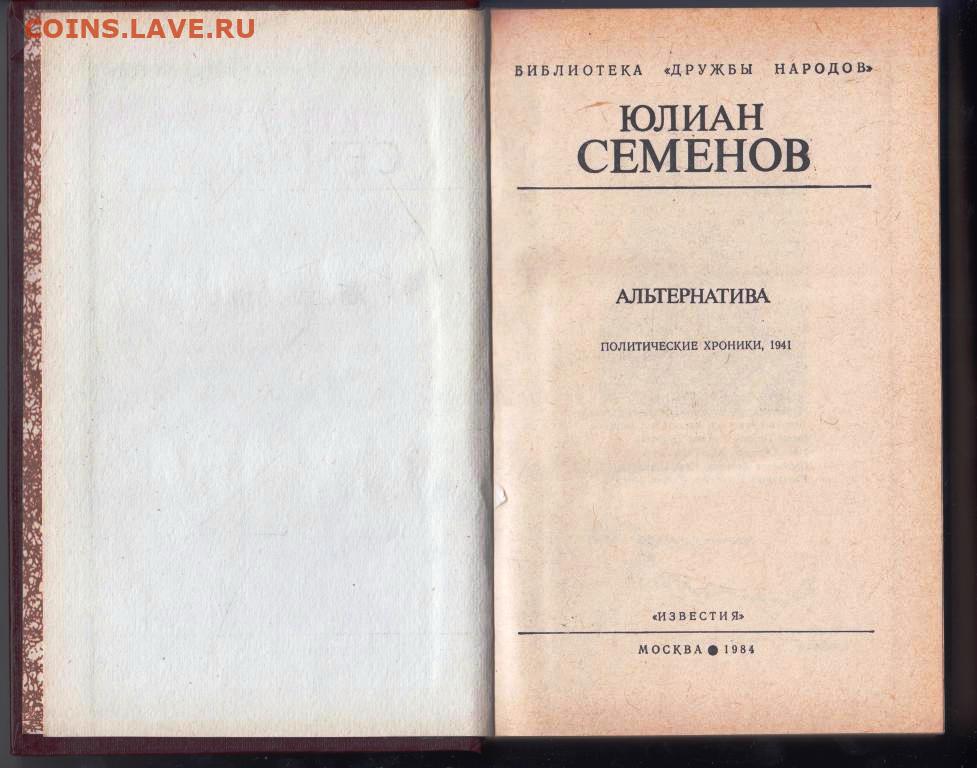 COINS.LAVE.RU
БИБЛИОТЕКА «ДРУЖБЫ НАРОДОВ»
ЮЛИАН
СЕМЕНОВ
АЛЬТЕРНАТИВА
ПОЛИТИЧЕСКИЕ ХРОНИКИ, 1941
«ИЗВЕСТИЯ»
МОСКВА ● 1984